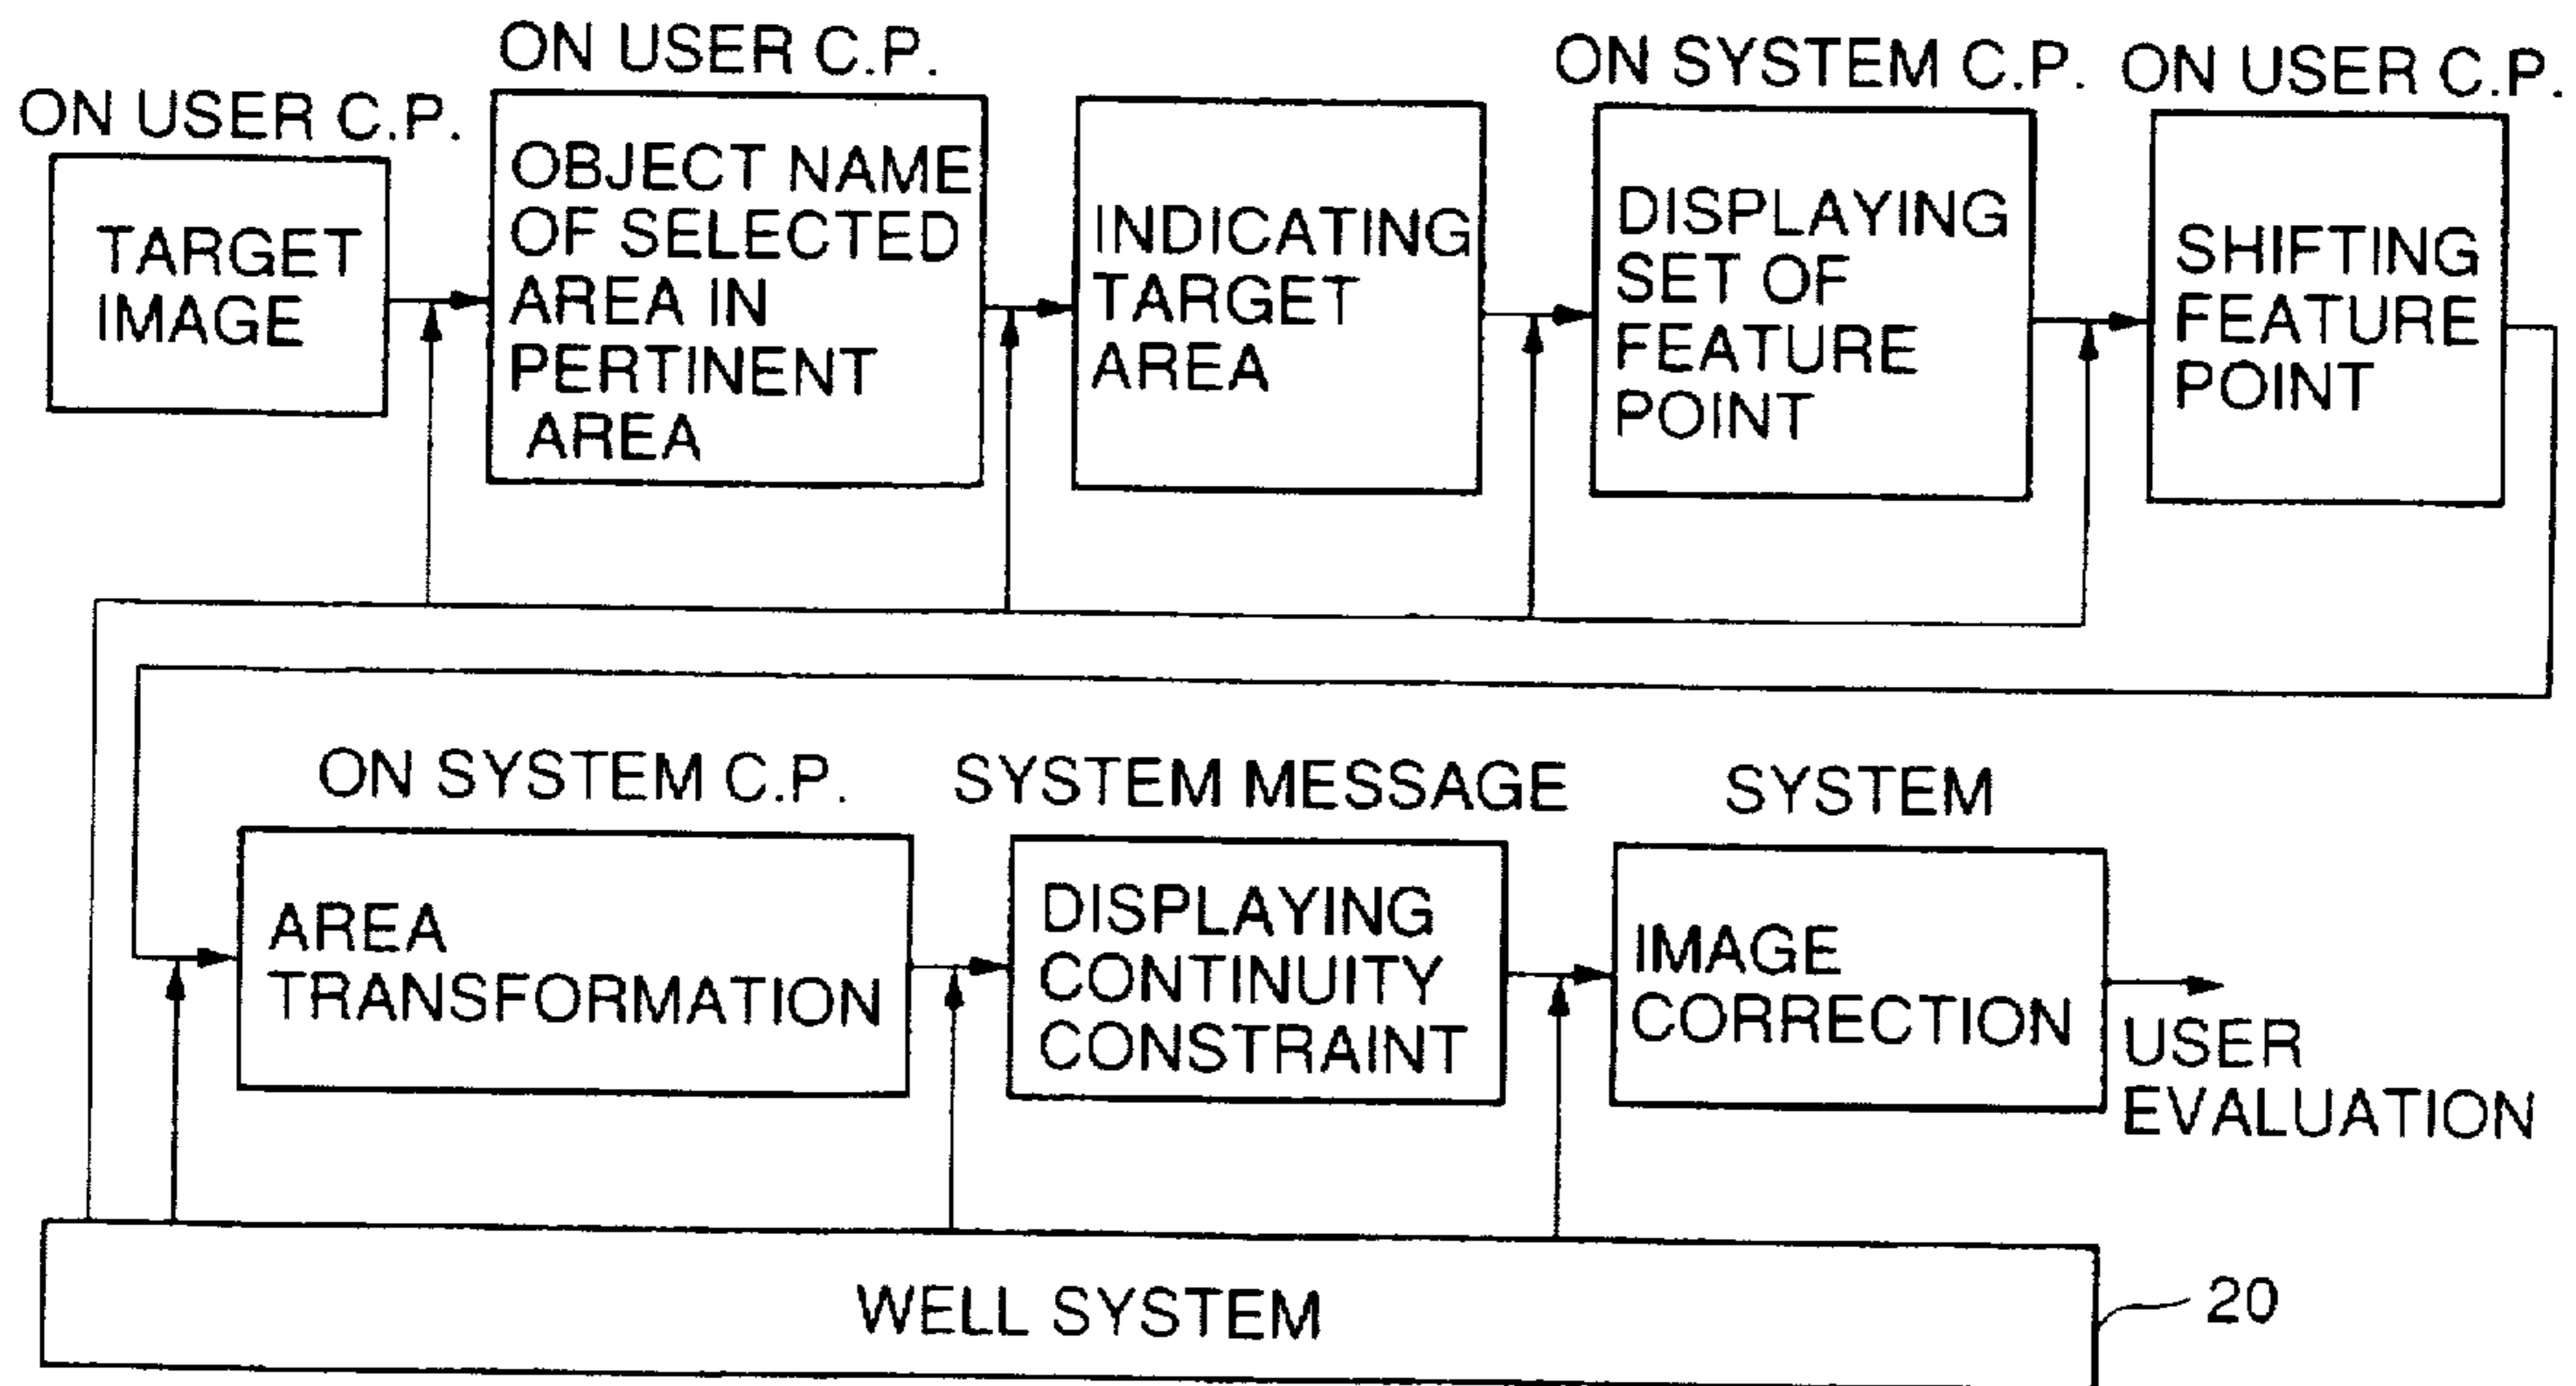 ON USER C.P.
ON USER C.P.
ON SYSTEM C.P.
ON USER C.P.
TARGET
IMAGE
OBJECT NAME
OF SELECTED
AREA IN
PERTINENT
AREA
INDICATING
TARGET
AREA
DISPLAYING
SET OF
FEATURE
POINT
SHIFTING
FEATURE
POINT
ON SYSTEM C.P.
SYSTEM MESSAGE
SYSTEM
AREA
TRANSFORMATION
DISPLAYING
CONTINUITY
CONSTRAINT
IMAGE
CORRECTION
USER
EVALUATION
WELL SYSTEM
20